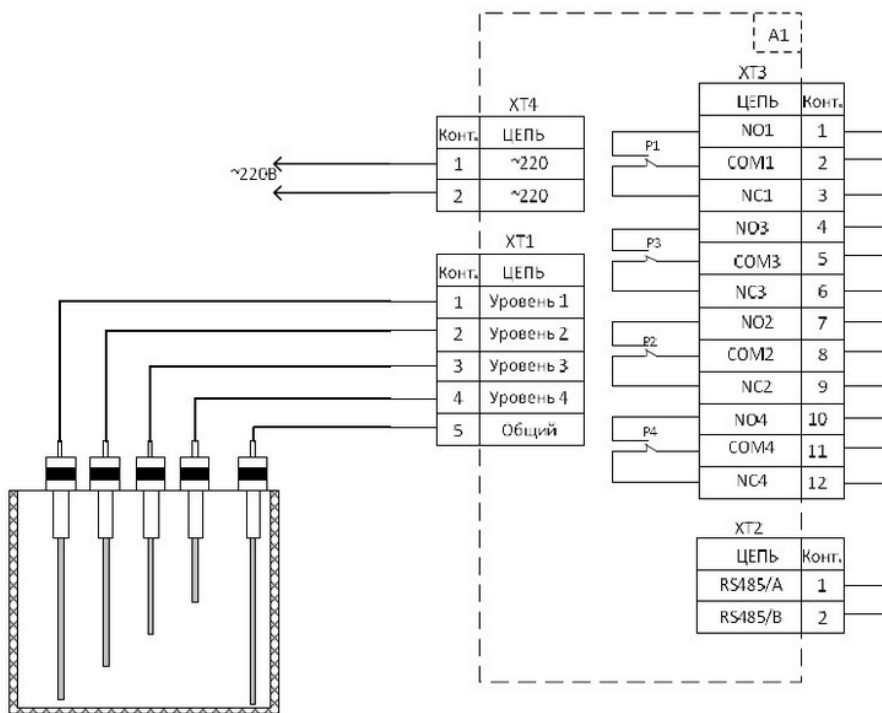 A1
XT4
Конт. ЦЕПЬ
1 ~220
2 ~220
~220В
XT1
Конт. ЦЕПЬ
1 Уровень 1
2 Уровень 2
3 Уровень 3
4 Уровень 4
5 Общий
P1
P3
P2
P4
XT3
ЦЕПЬ Конт.
NO1 1
COM1 2
NC1 3
NO3 4
COM3 5
NC3 6
NO2 7
COM2 8
NC2 9
NO4 10
COM4 11
NC4 12
XT2
ЦЕПЬ Конт.
RS485/A 1
RS485/B 2